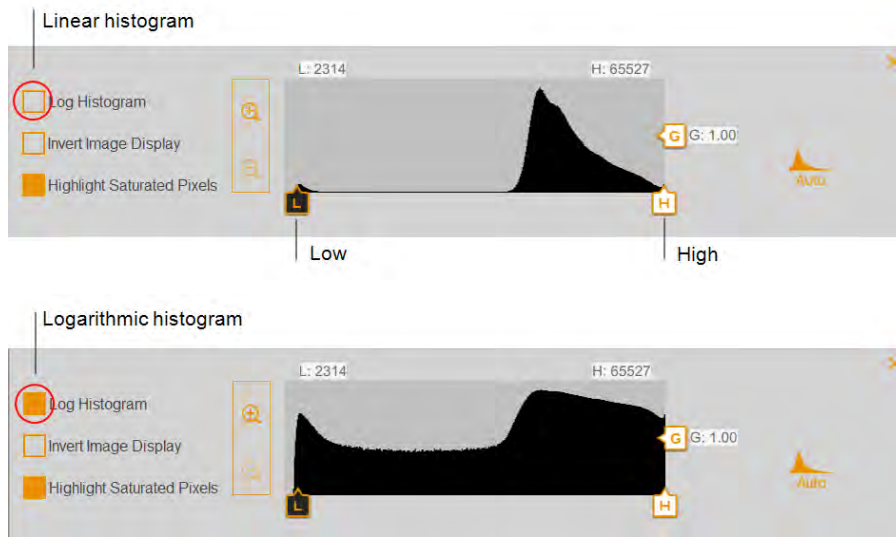 Linear histogram
L: 2314 H: 65527
Log Histogram
Invert Image Display
G G: 1.00
Highlight Saturated Pixels
Auto
L H
Low High
Logarithmic histogram
L: 2314 H: 65527
Log Histogram
Invert Image Display
G G: 1.00
Highlight Saturated Pixels
Auto
L H